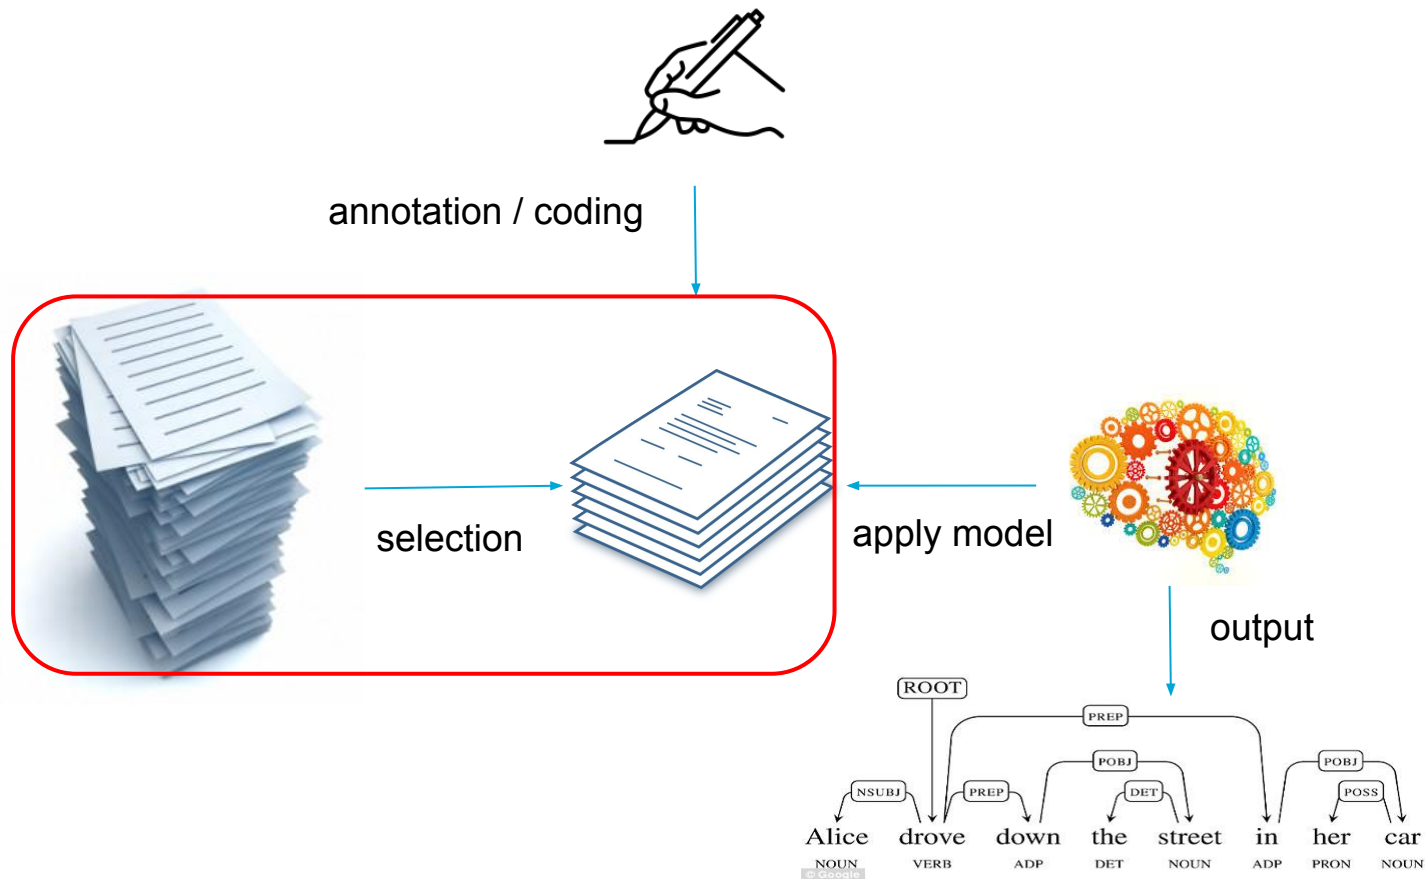 annotation / coding
selection
apply model
output
ROOT
PREP
POBJ
POBJ
NSUBJ
PREP
DET
POSS
Alice drove down the street in her car
NOUN VERB ADP DET NOUN ADP PRON NOUN
© Google